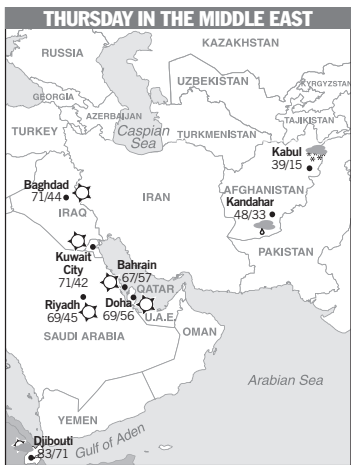 THURSDAY IN THE MIDDLE EAST
KAZAKHSTAN
RUSSIA
UZBEKISTAN
KYRGYZSTAN
GEORGIA
TAJIKISTAN
AZERBAIJAN
TURKEY
Caspian
Sea
TURKMENISTAN
Kabul
39/15
Baghdad
71/44
IRAQ
IRAN
AFGHANISTAN
Kandahar
48/33
PAKISTAN
Kuwait
City
71/42
Bahrain
67/57
QATAR
Riyadh
69/45
Doha
69/56
U.A.E.
SAUDI ARABIA
OMAN
Arabian Sea
YEMEN
Djibouti
83/71
Gulf of Aden